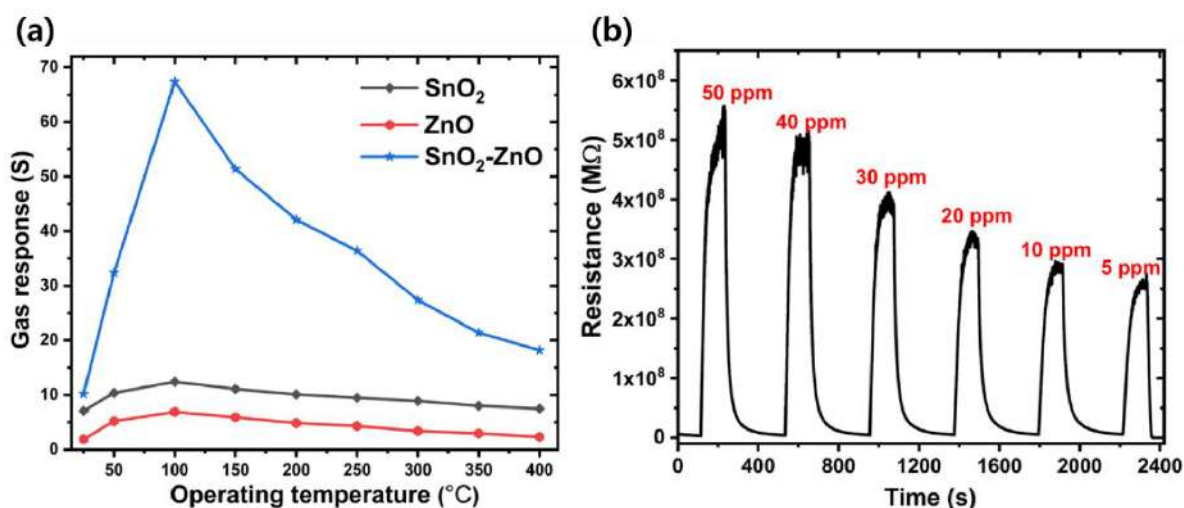 (a)
Gas response (S)
70
60
50
40
30
20
10
0
SnO₂
ZnO
SnO₂-ZnO
50 100 150 200 250 300 350 400
Operating temperature (°C)
(b)
Resistance (MΩ)
6x10⁸
5x10⁸
4x10⁸
3x10⁸
2x10⁸
1x10⁸
0
50 ppm
40 ppm
30 ppm
20 ppm
10 ppm
5 ppm
0 400 800 1200 1600 2000 2400
Time (s)